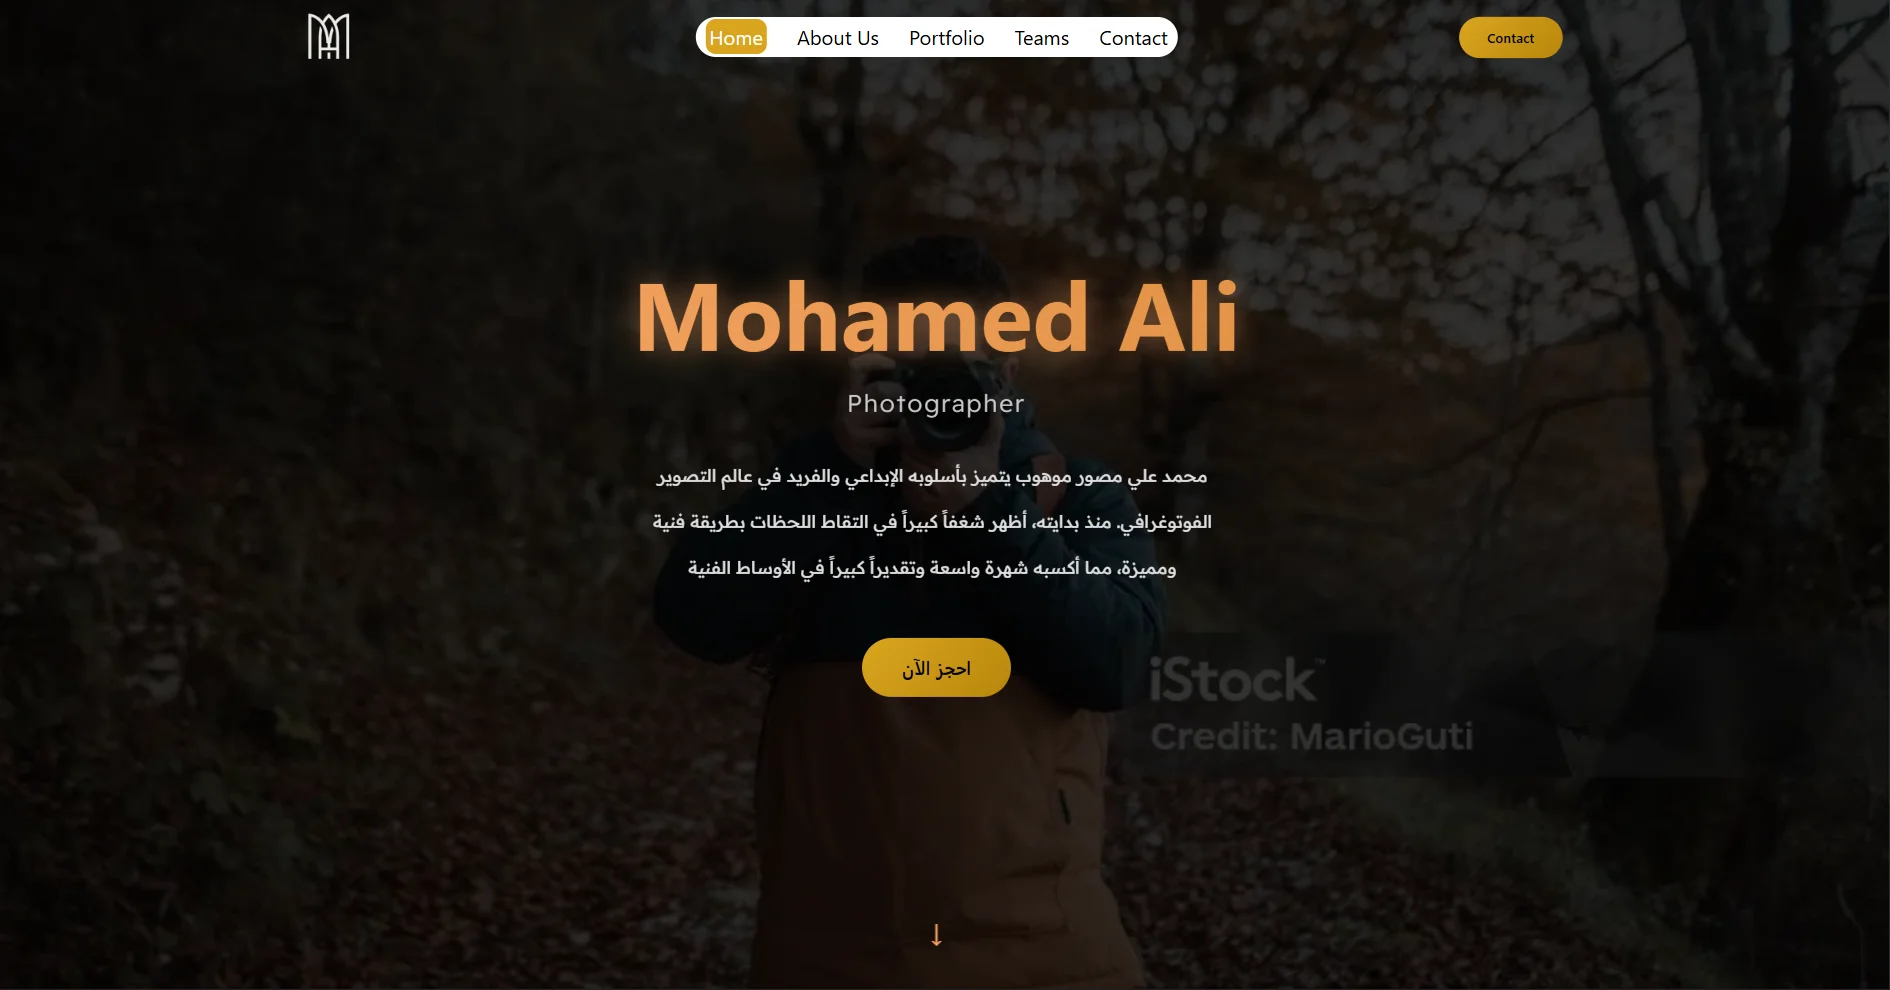 Home About Us Portfolio Teams Contact
Contact
Mohamed Ali
Photographer
محمد علي مصور موهوب يتميز بأسلوبه الإبداعي والفريد في عالم التصوير
الفوتوغرافي. منذ بدايته، أظهر شغفاً كبيراً في التقاط اللحظات بطريقة فنية
ومميزة، مما أكسبه شهرة واسعة وتقديراً كبيراً في الأوساط الفنية
احجز الآن
iStock™
Credit: MarioGuti